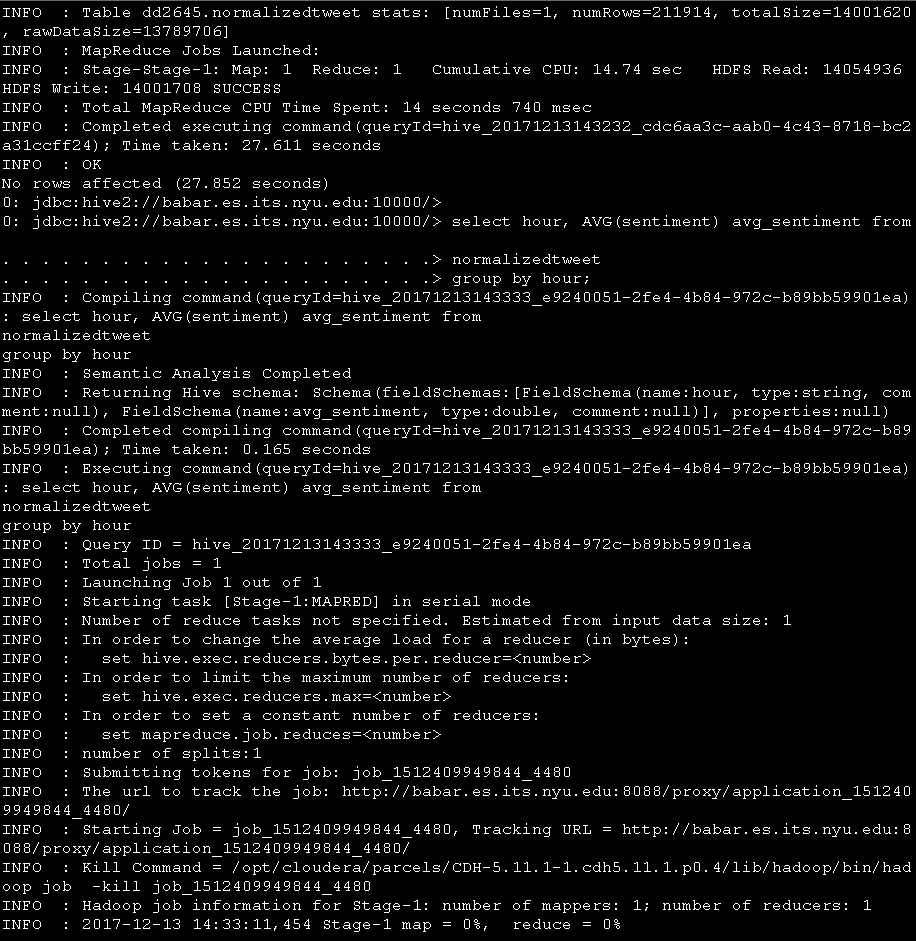 INFO  : Table dd2645.normalizedtweet stats: [numFiles=1, numRows=211914, totalSize=14001620
, rawDataSize=13789706]
INFO  : MapReduce Jobs Launched:
INFO  : Stage-Stage-1: Map: 1  Reduce: 1   Cumulative CPU: 14.74 sec   HDFS Read: 14054936
HDFS Write: 14001708 SUCCESS
INFO  : Total MapReduce CPU Time Spent: 14 seconds 740 msec
INFO  : Completed executing command(queryId=hive_20171213143232_cdc6aa3c-aab0-4c43-8718-bc2
a31ccff24); Time taken: 27.611 seconds
INFO  : OK
No rows affected (27.852 seconds)
0: jdbc:hive2://babar.es.its.nyu.edu:10000/>
0: jdbc:hive2://babar.es.its.nyu.edu:10000/> select hour, AVG(sentiment) avg_sentiment from
. . . . . . . . . . . . . . . . . . . . . .> normalizedtweet
. . . . . . . . . . . . . . . . . . . . . .> group by hour;
INFO  : Compiling command(queryId=hive_20171213143333_e9240051-2fe4-4b84-972c-b89bb59901ea)
: select hour, AVG(sentiment) avg_sentiment from
normalizedtweet
group by hour
INFO  : Semantic Analysis Completed
INFO  : Returning Hive schema: Schema(fieldSchemas:[FieldSchema(name:hour, type:string, com
ment:null), FieldSchema(name:avg_sentiment, type:double, comment:null)], properties:null)
INFO  : Completed compiling command(queryId=hive_20171213143333_e9240051-2fe4-4b84-972c-b89
bb59901ea); Time taken: 0.165 seconds
INFO  : Executing command(queryId=hive_20171213143333_e9240051-2fe4-4b84-972c-b89bb59901ea)
: select hour, AVG(sentiment) avg_sentiment from
normalizedtweet
group by hour
INFO  : Query ID = hive_20171213143333_e9240051-2fe4-4b84-972c-b89bb59901ea
INFO  : Total jobs = 1
INFO  : Launching Job 1 out of 1
INFO  : Starting task [Stage-1:MAPRED] in serial mode
INFO  : Number of reduce tasks not specified. Estimated from input data size: 1
INFO  : In order to change the average load for a reducer (in bytes):
INFO  :   set hive.exec.reducers.bytes.per.reducer=<number>
INFO  : In order to limit the maximum number of reducers:
INFO  :   set hive.exec.reducers.max=<number>
INFO  : In order to set a constant number of reducers:
INFO  :   set mapreduce.job.reduces=<number>
INFO  : number of splits:1
INFO  : Submitting tokens for job: job_1512409949844_4480
INFO  : The url to track the job: http://babar.es.its.nyu.edu:8088/proxy/application_151240
9949844_4480/
INFO  : Starting Job = job_1512409949844_4480, Tracking URL = http://babar.es.its.nyu.edu:8
088/proxy/application_1512409949844_4480/
INFO  : Kill Command = /opt/cloudera/parcels/CDH-5.11.1-1.cdh5.11.1.p0.4/lib/hadoop/bin/had
oop job  -kill job_1512409949844_4480
INFO  : Hadoop job information for Stage-1: number of mappers: 1; number of reducers: 1
INFO  : 2017-12-13 14:33:11,454 Stage-1 map = 0%,  reduce = 0%